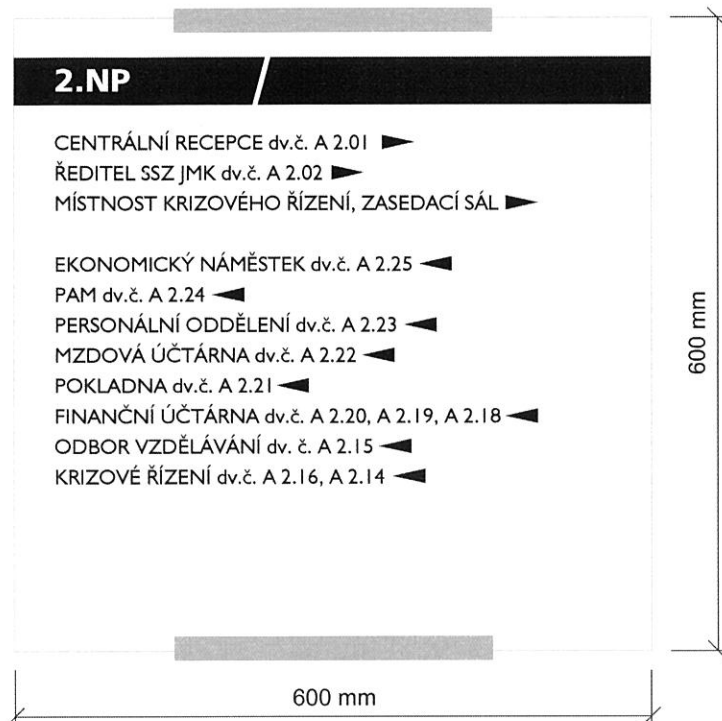 2.NP
CENTRÁLNÍ RECEPCE dv.č. A 2.01
ŘEDITEL SSZ JMK dv.č. A 2.02
MÍSTNOST KRIZOVÉHO ŘÍZENÍ, ZASEDACÍ SÁL
EKONOMICKÝ NÁMĚSTEK dv.č. A 2.25
PAM dv.č. A 2.24
PERSONÁLNÍ ODDĚLENÍ dv.č. A 2.23
MZDOVÁ ÚČTÁRNA dv.č. A 2.22
POKLADNA dv.č. A 2.21
FINANČNÍ ÚČTÁRNA dv.č. A 2.20, A 2.19, A 2.18
ODBOR VZDĚLÁVÁNÍ dv. č. A 2.15
KRIZOVÉ ŘÍZENÍ dv.č. A 2.16, A 2.14
600 mm
600 mm